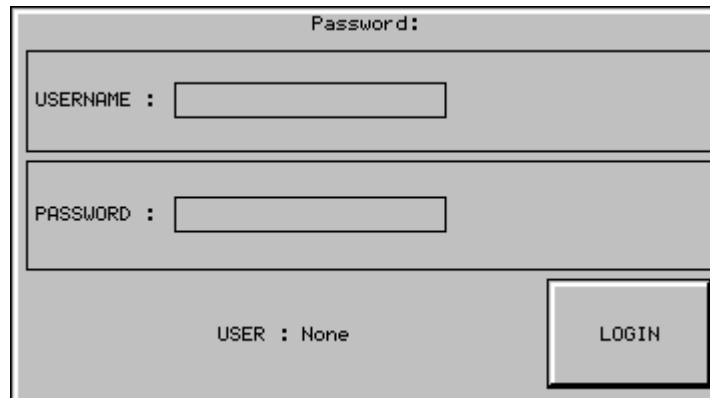 Password:
USERNAME :
PASSWORD :
USER : None
LOGIN